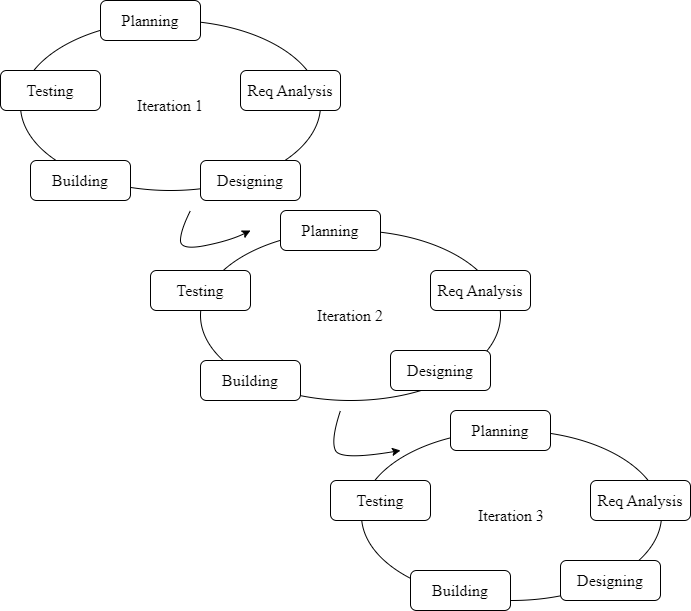 Planning
Testing
Req Analysis
Iteration 1
Building
Designing
Planning
Testing
Req Analysis
Iteration 2
Building
Designing
Planning
Testing
Req Analysis
Iteration 3
Building
Designing